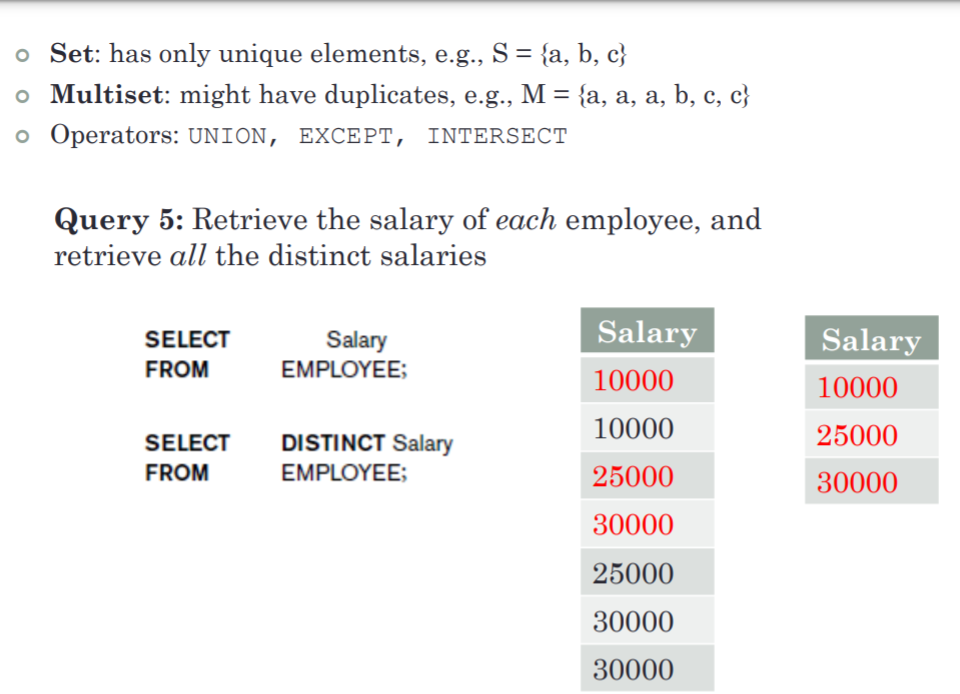 Set: has only unique elements, e.g., S = {a, b, c}
Multiset: might have duplicates, e.g., M = {a, a, a, b, c, c}
Operators: UNION, EXCEPT, INTERSECT
Query 5: Retrieve the salary of each employee, and
retrieve all the distinct salaries
SELECT Salary
FROM EMPLOYEE;
SELECT DISTINCT Salary
FROM EMPLOYEE;
Salary
10000
10000
25000
30000
25000
30000
30000
Salary
10000
25000
30000